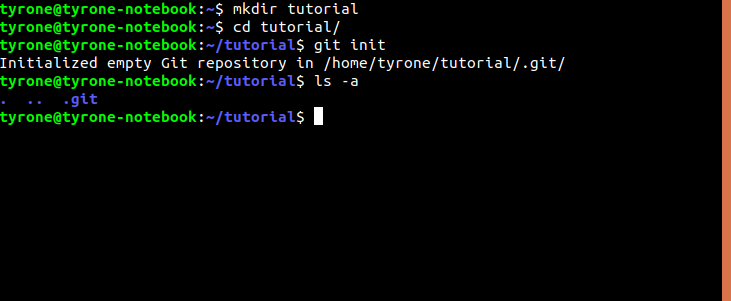 tyrone@tyrone-notebook:~$ mkdir tutorial
tyrone@tyrone-notebook:~$ cd tutorial/
tyrone@tyrone-notebook:~/tutorial$ git init
Initialized empty Git repository in /home/tyrone/tutorial/.git/
tyrone@tyrone-notebook:~/tutorial$ ls -a
.  ..  .git
tyrone@tyrone-notebook:~/tutorial$